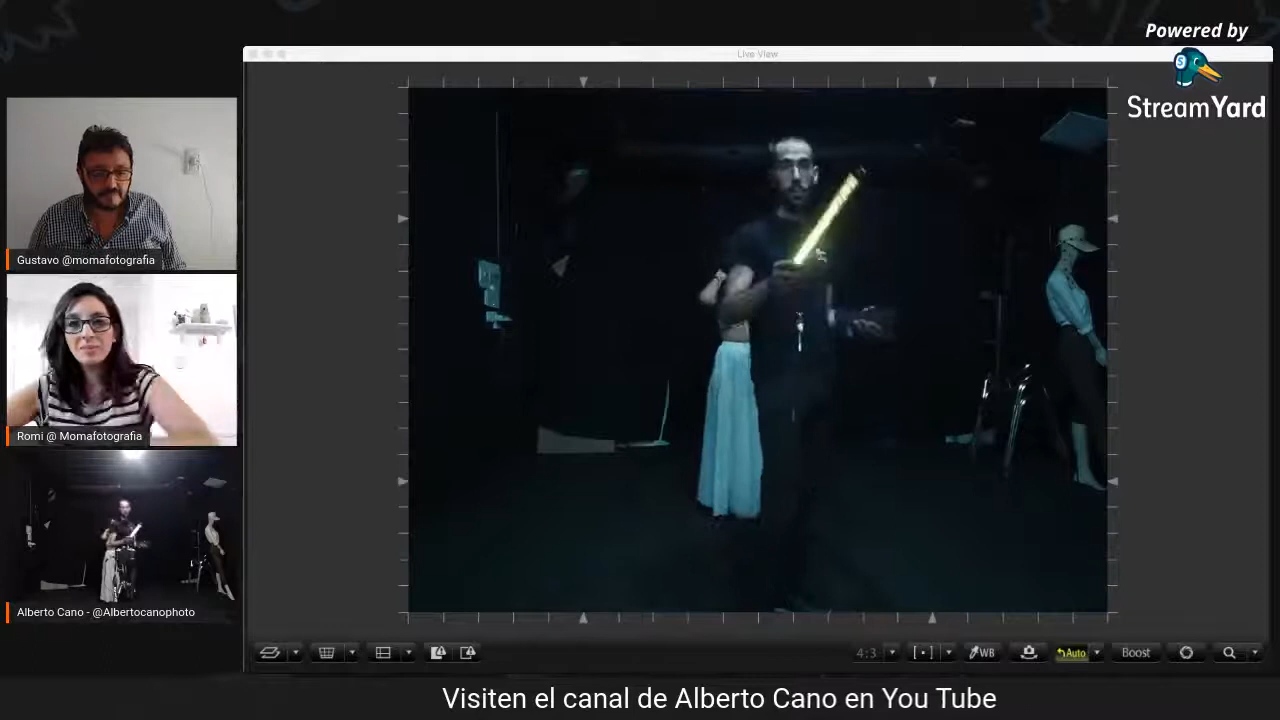 Powered by
StreamYard
Live View
Gustavo @momafotografia
Romi @ Momafotografia
Alberto Cano - @Albertocanophoto
4:3
WB
Auto
Boost
Visiten el canal de Alberto Cano en You Tube